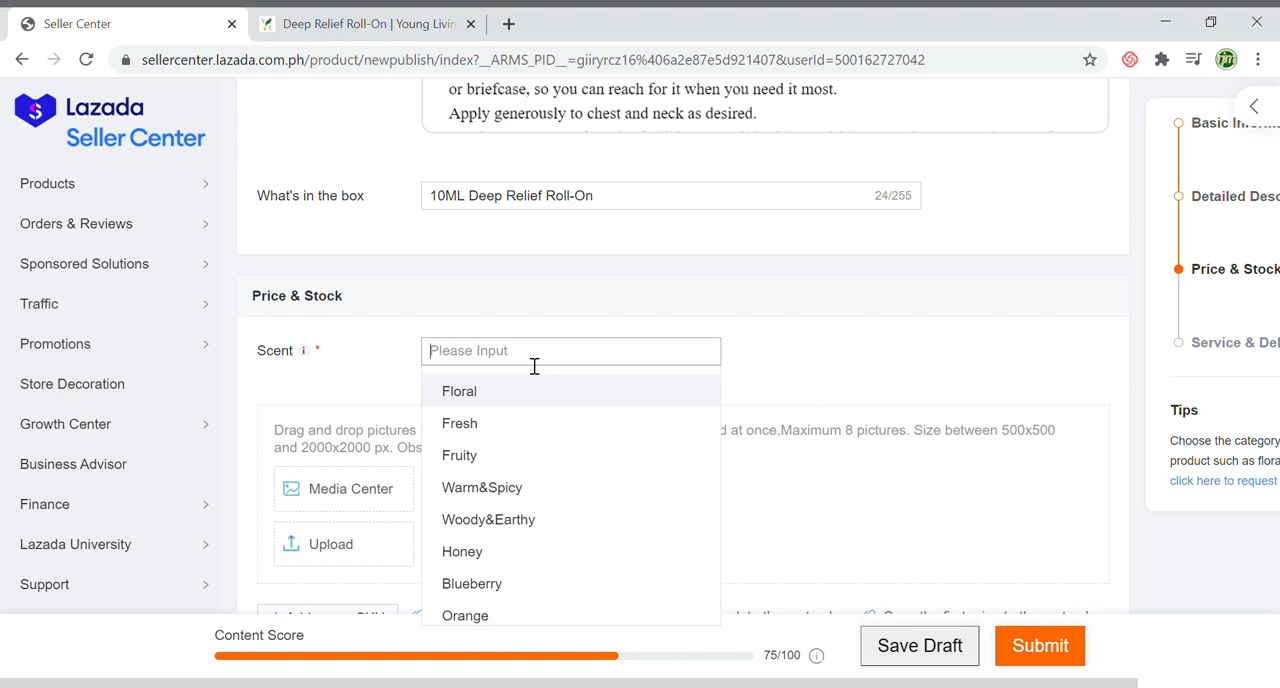 Seller Center
Deep Relief Roll-On | Young Livin
sellercenter.lazada.com.ph/product/newpublish/index?__ARMS_PID__=giiryrcz16%406a2e87e5d921407&userId=500162727042
Lazada
Seller Center
Products
Orders & Reviews
Sponsored Solutions
Traffic
Promotions
Store Decoration
Growth Center
Business Advisor
Finance
Lazada University
Support
or briefcase, so you can reach for it when you need it most.
Apply generously to chest and neck as desired.
What's in the box
10ML Deep Relief Roll-On
24/255
Price & Stock
Scent i *
Please Input
Floral
Fresh
Fruity
Warm&Spicy
Woody&Earthy
Honey
Blueberry
Orange
Drag and drop pictures
d at once.Maximum 8 pictures. Size between 500x500
and 2000x2000 px. Obs
Media Center
Upload
Basic
Detailed Desc
Price & Stock
Service & Del
Tips
Choose the category
product such as flora
click here to request
Content Score
75/100
Save Draft
Submit